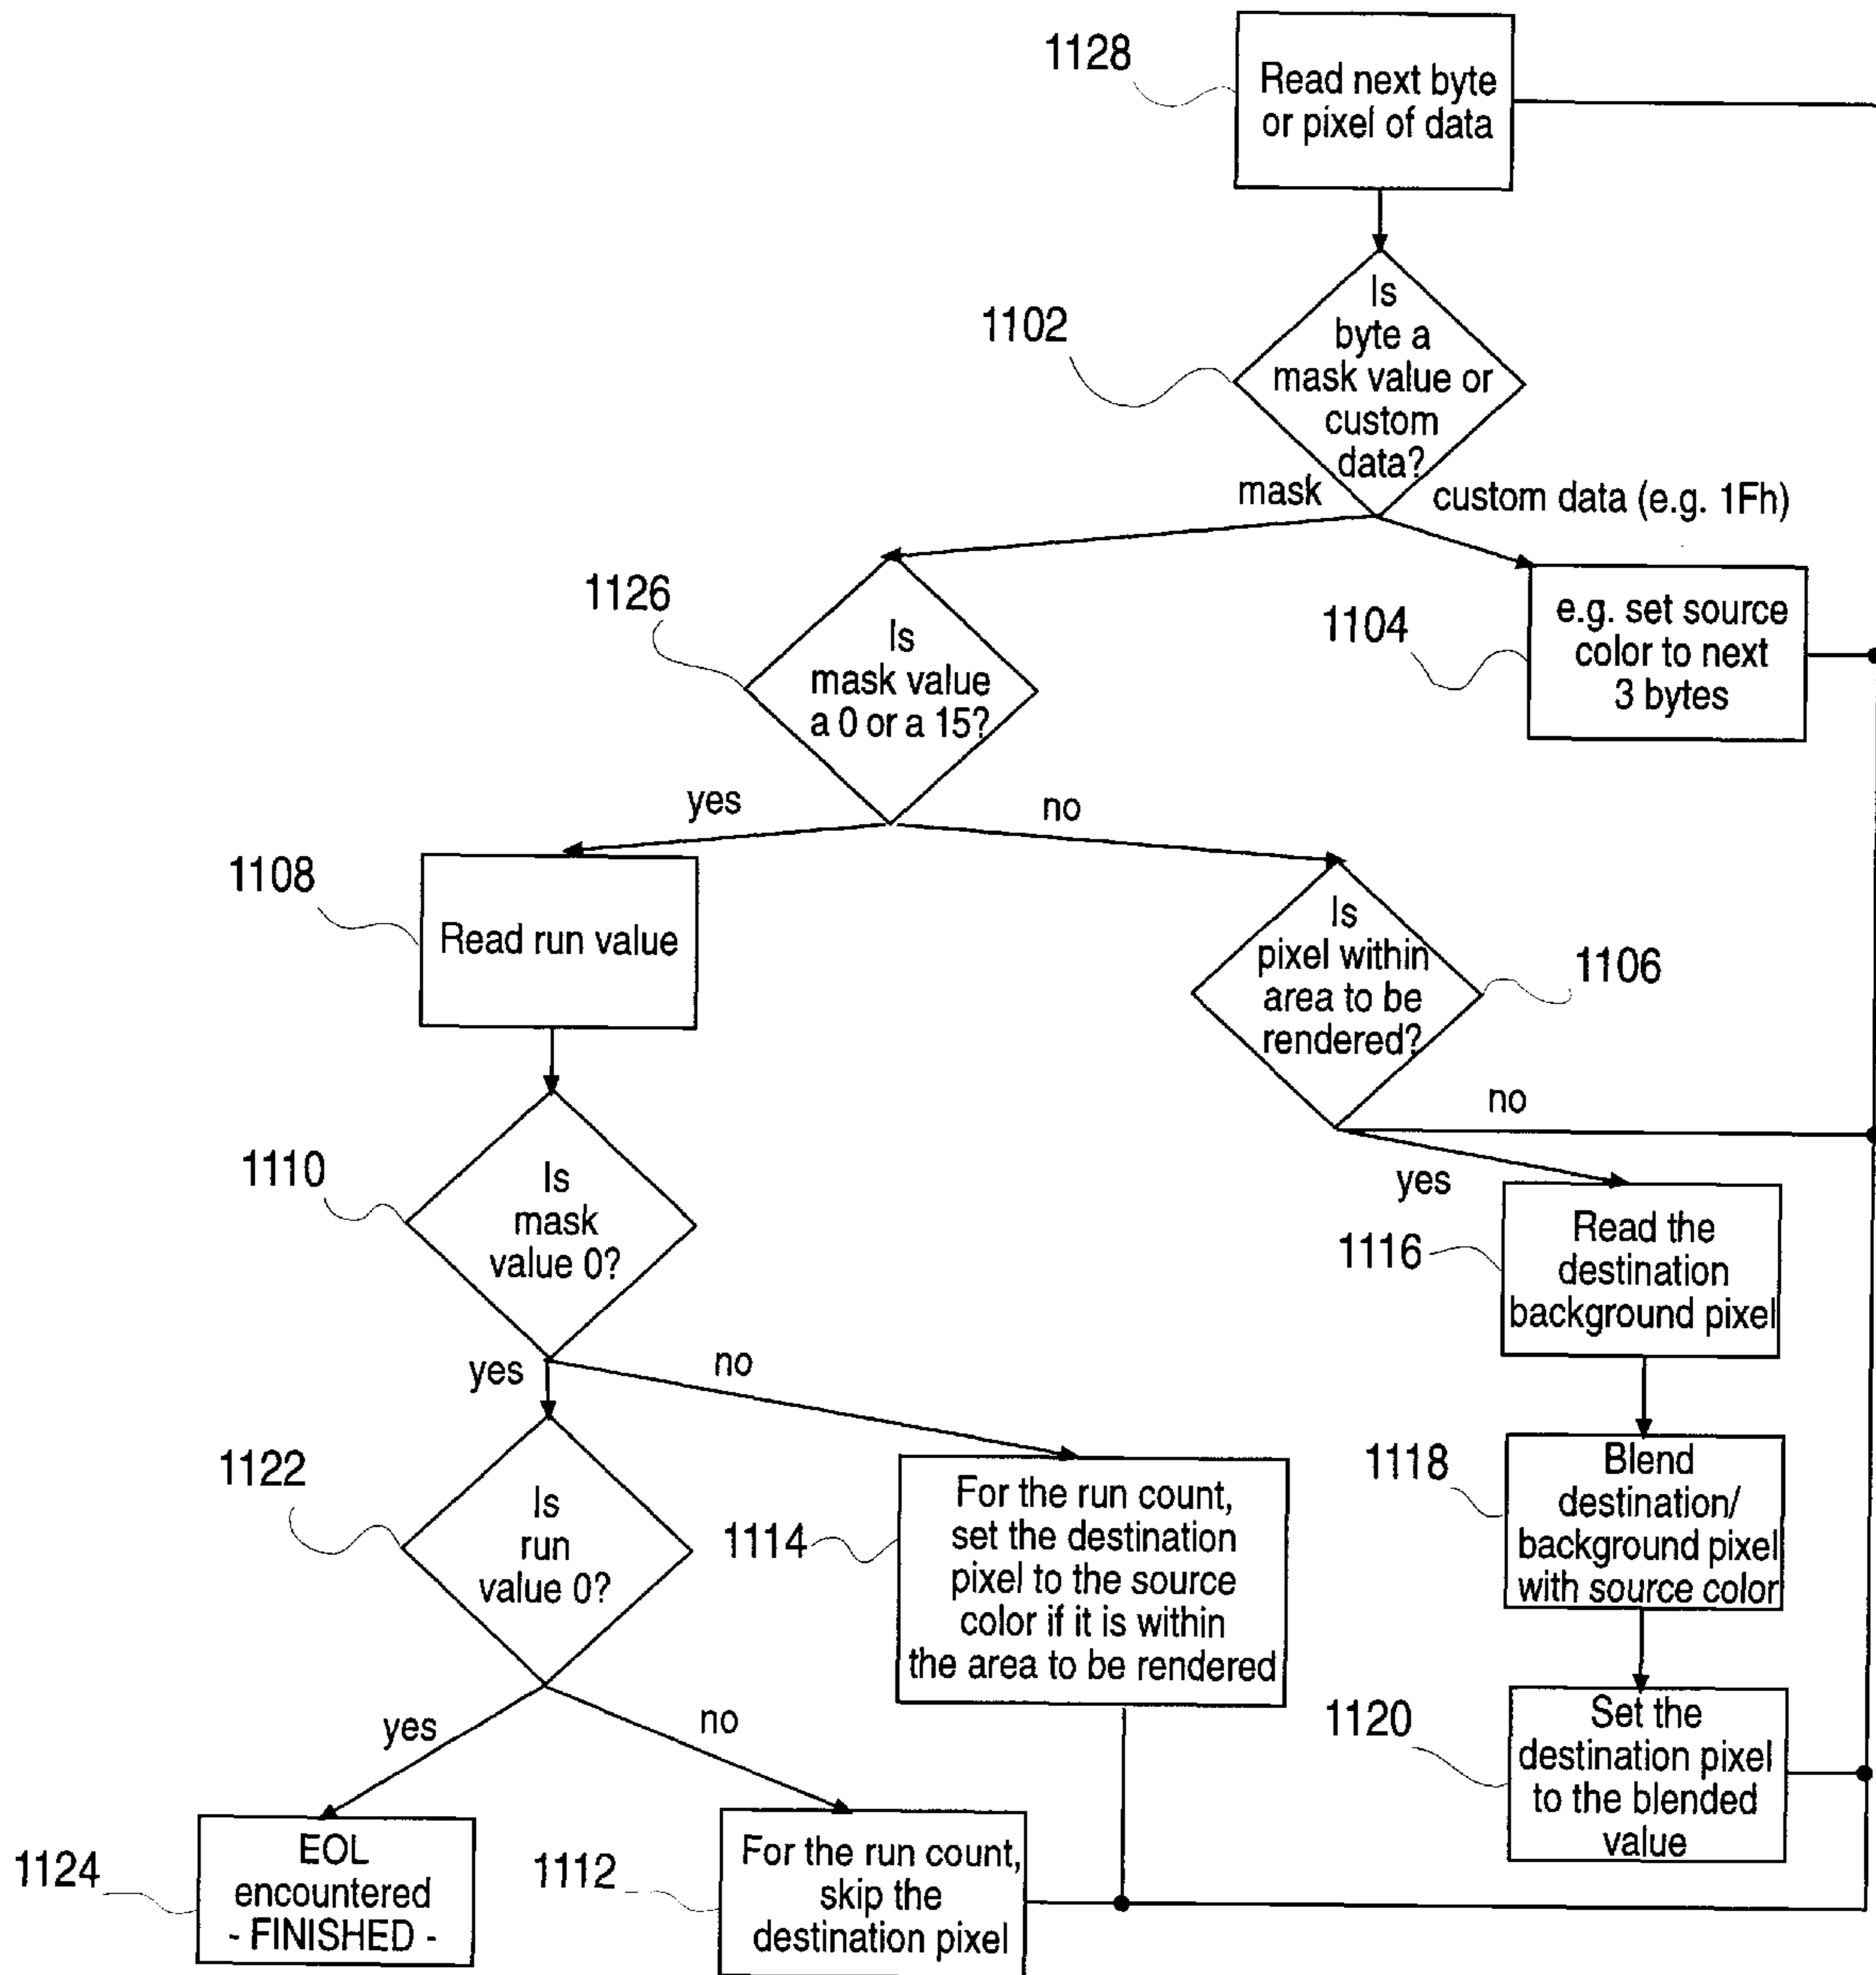 1128
Read next byte
or pixel of data
1102
Is
byte a
mask value or
custom
data?
mask
custom data (e.g. 1Fh)
1126
Is
mask value
a 0 or a 15?
1104
e.g. set source
color to next
3 bytes
yes
no
1108
Read run value
Is
pixel within
area to be
rendered?
1106
no
yes
1110
Is
mask
value 0?
1116
Read the
destination
background pixel
yes
no
1122
Is
run
value 0?
1114
For the run count,
set the destination
pixel to the source
color if it is within
the area to be rendered
1118
Blend
destination/
background pixel
with source color
yes
no
1120
Set the
destination pixel
to the blended
value
1124
EOL
encountered
- FINISHED -
1112
For the run count,
skip the
destination pixel